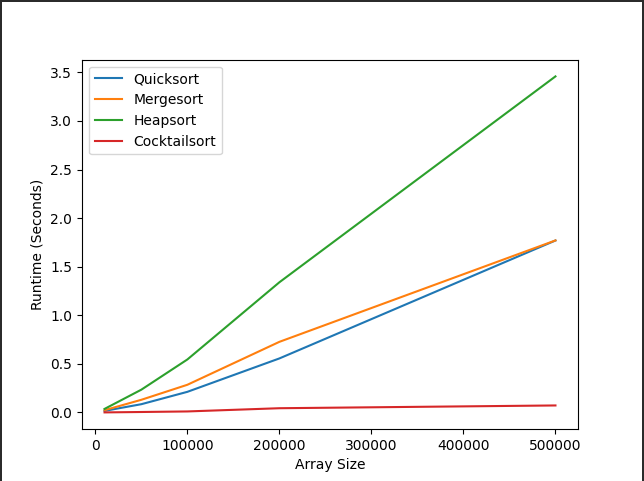 Quicksort
Mergesort
Heapsort
Cocktailsort
3.5
3.0
2.5
2.0
1.5
1.0
0.5
0.0
Runtime (Seconds)
0 100000 200000 300000 400000 500000
Array Size